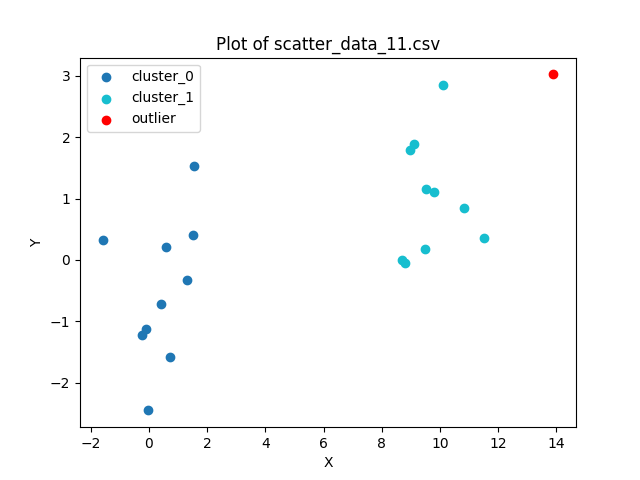 Plot of scatter_data_11.csv
cluster_0
cluster_1
outlier
3
2
1
0
−1
−2
Y
−2
0
2
4
6
8
10
12
14
X